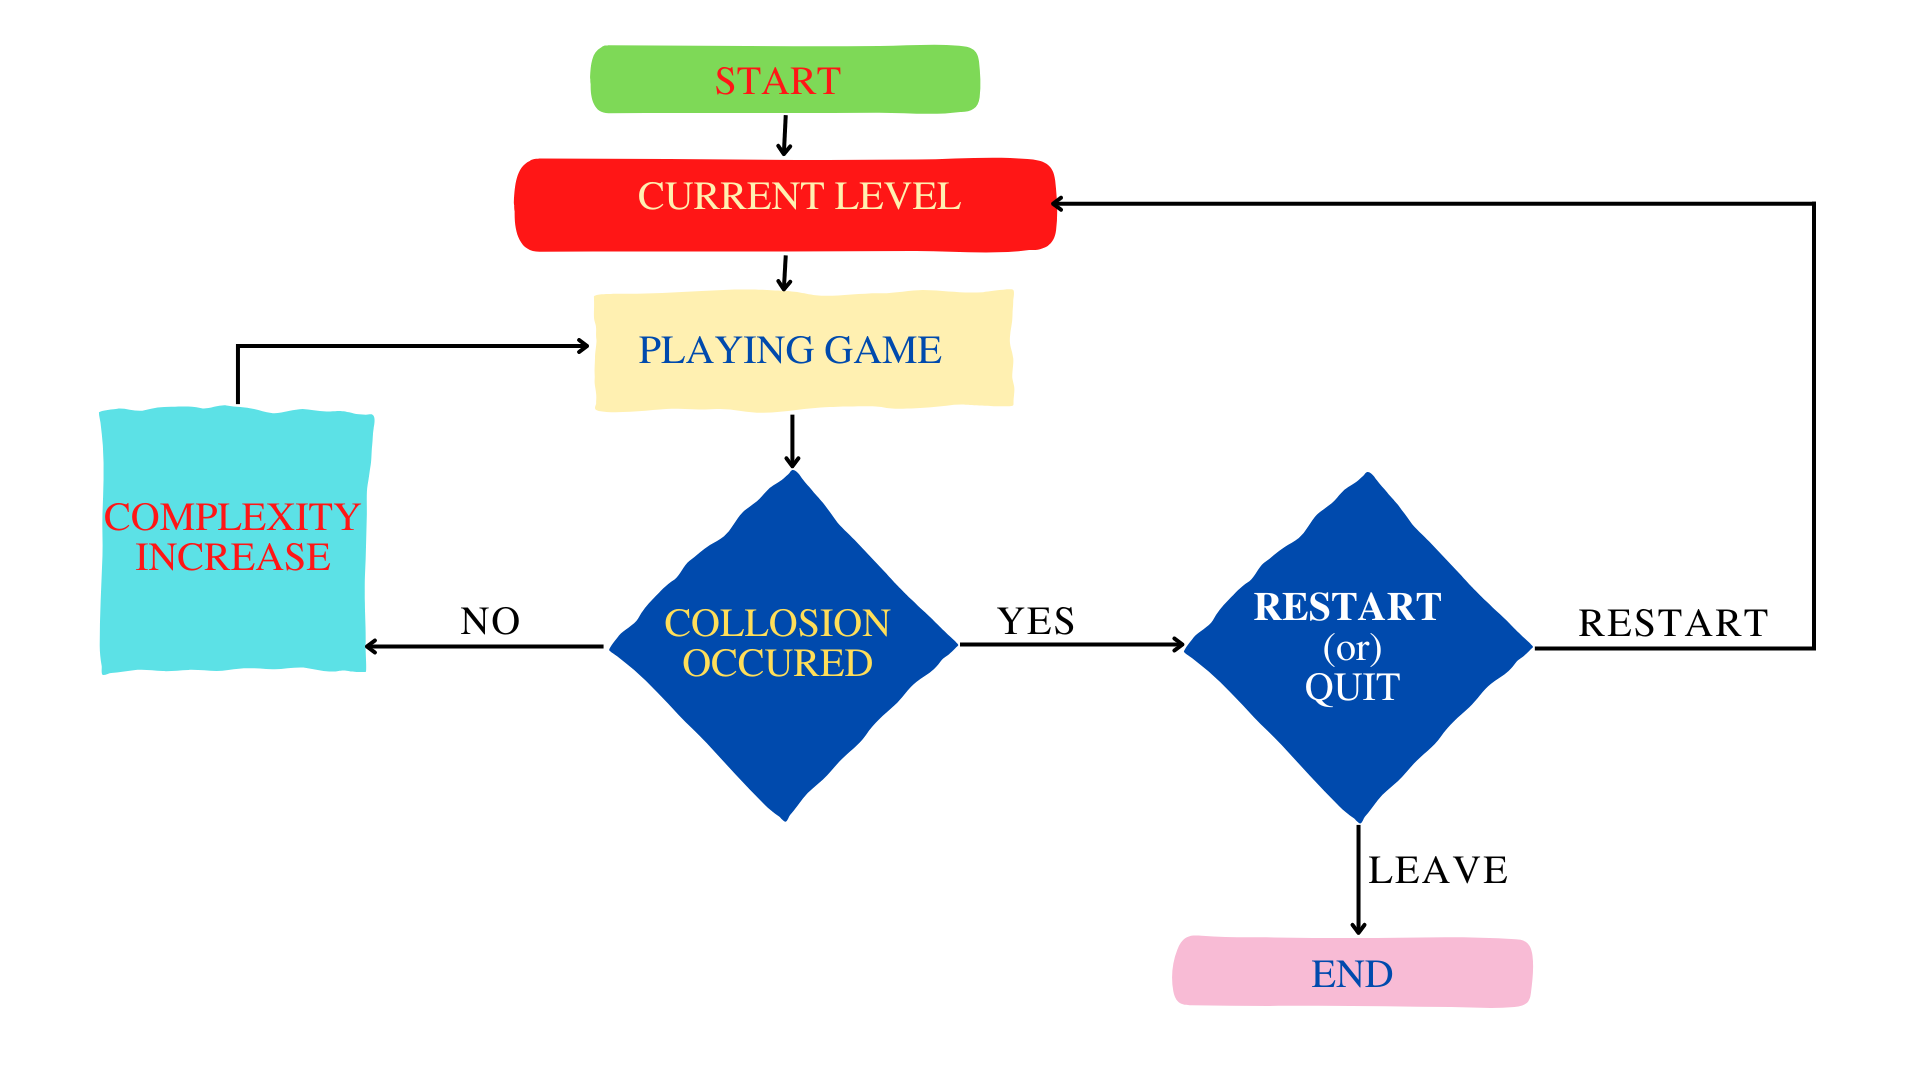 START
CURRENT LEVEL
PLAYING GAME
COMPLEXITY
INCREASE
NO
COLLOSION
OCCURED
YES
RESTART
(or)
QUIT
RESTART
LEAVE
END